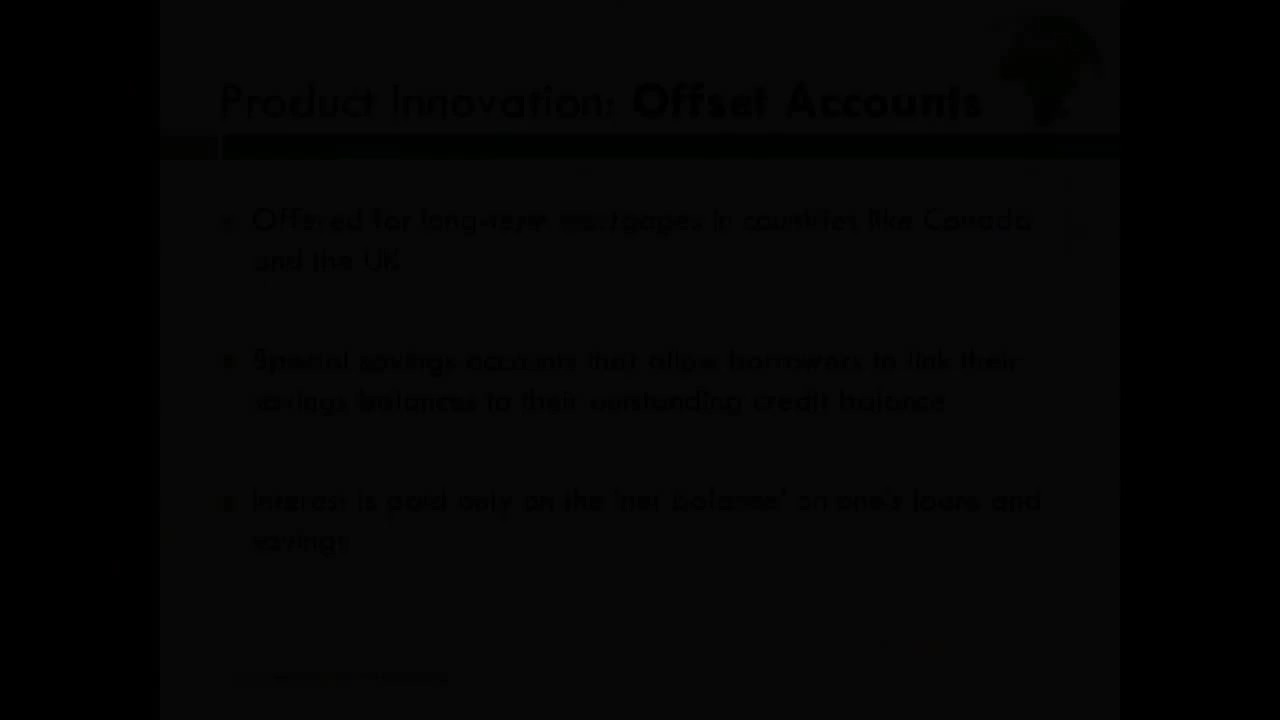 Product Innovation: Offset Accounts
Offered for long-term mortgages in countries like Canada
and the UK
Special savings accounts that allow borrowers to link their
savings balances to their outstanding credit balance
Interest is paid only on the 'net balance' on one's loans and
savings